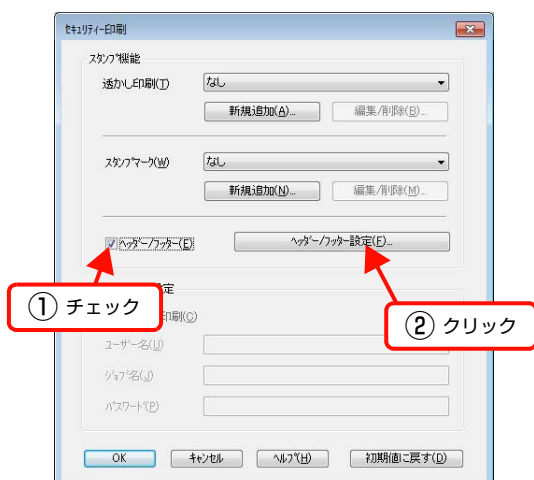 セキュリティー印刷
スタンプ機能
透かし印刷(T) なし
新規追加(A)... 編集/削除(B)...
スタンプマーク(W) なし
新規追加(N)... 編集/削除(M)...
ヘッダー/フッター(E) ヘッダー/フッター設定(F)...
① チェック
定
印刷(C)
② クリック
ユーザー名(U)
ジョブ名(J)
パスワード(P)
OK キャンセル ヘルプ(H) 初期値に戻す(D)